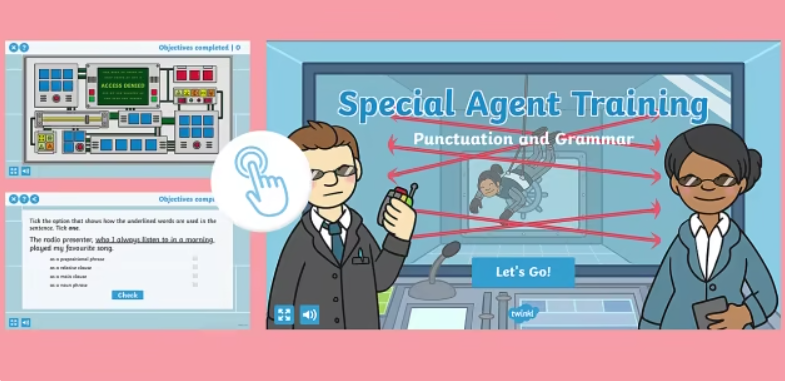 Objectives completed | 0
ACCESS DENIED
Objectives comp
Tick the option that shows how the underlined words are used in the
sentence. Tick one.
The radio presenter, who I always listen to in a morning,
played my favourite song.
as a prepositional phrase
as a relative clause
as a main clause
as a noun phrase
Check
Special Agent Training
Punctuation and Grammar
Let's Go!
twinkl